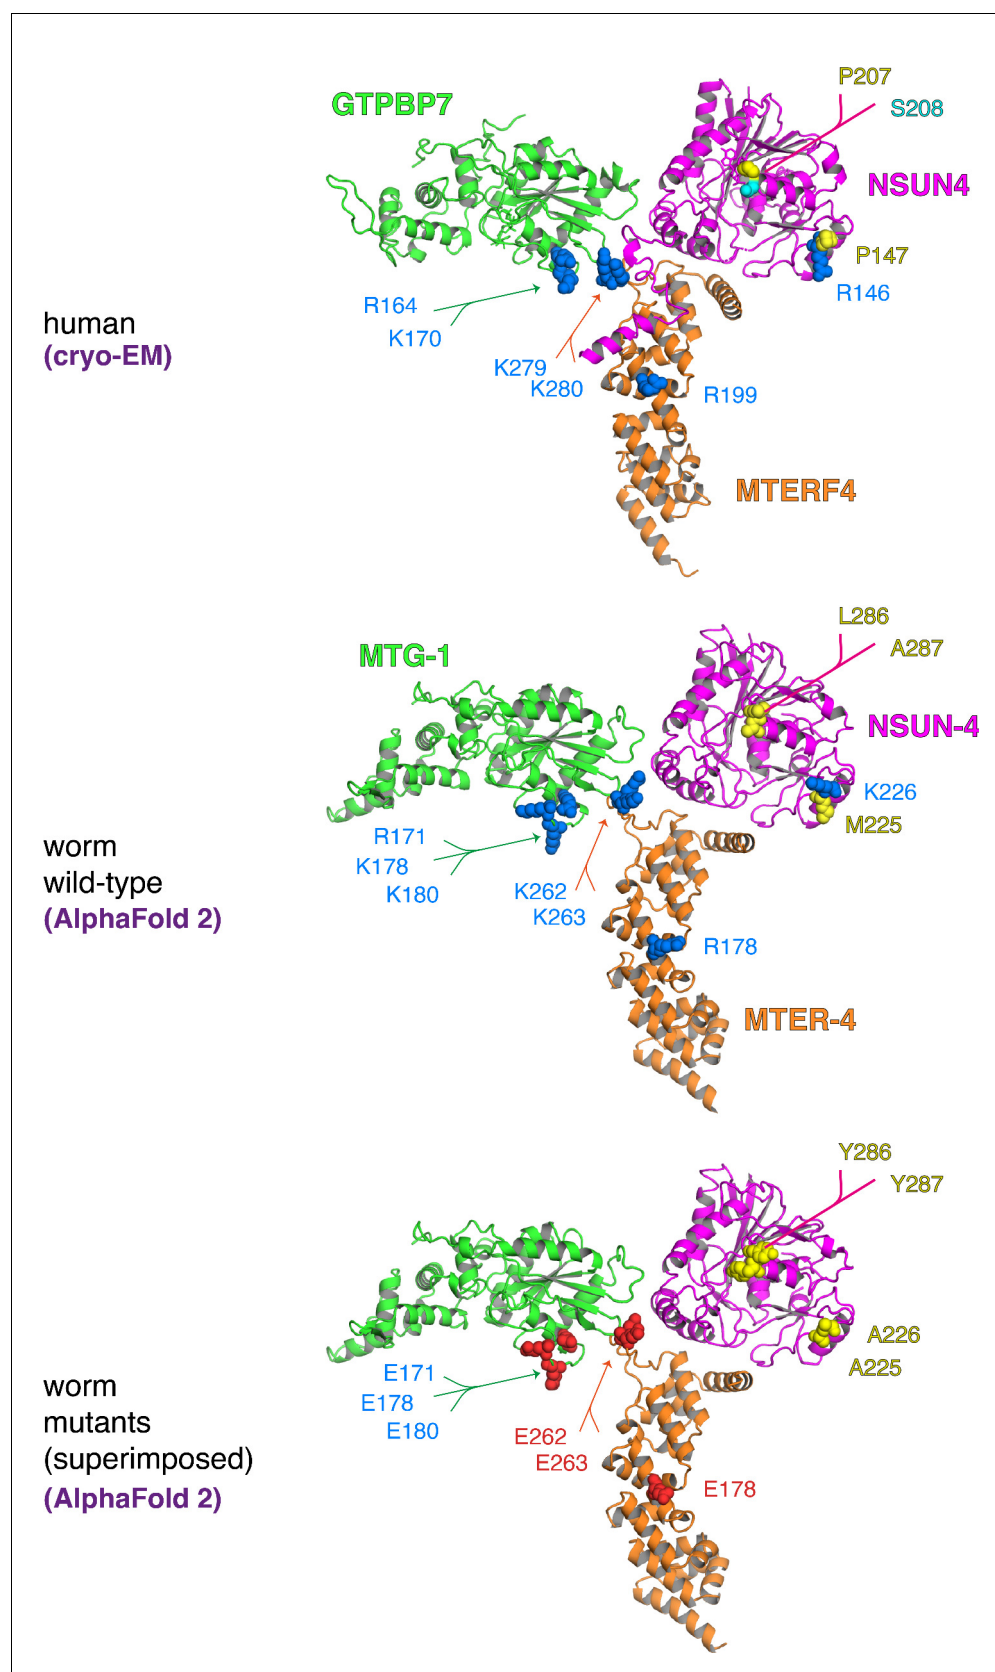 GTPBP7
P207
S208
NSUN4
P147
R146
R164
K170
K279
K280
R199
human
(cryo-EM)
MTERF4
L286
A287
MTG-1
NSUN-4
K226
M225
R171
K178
K180
K262
K263
worm
wild-type
(AlphaFold 2)
R178
MTER-4
Y286
Y287
A226
A225
E171
E178
E180
E262
E263
worm
mutants
(superimposed)
(AlphaFold 2)
E178